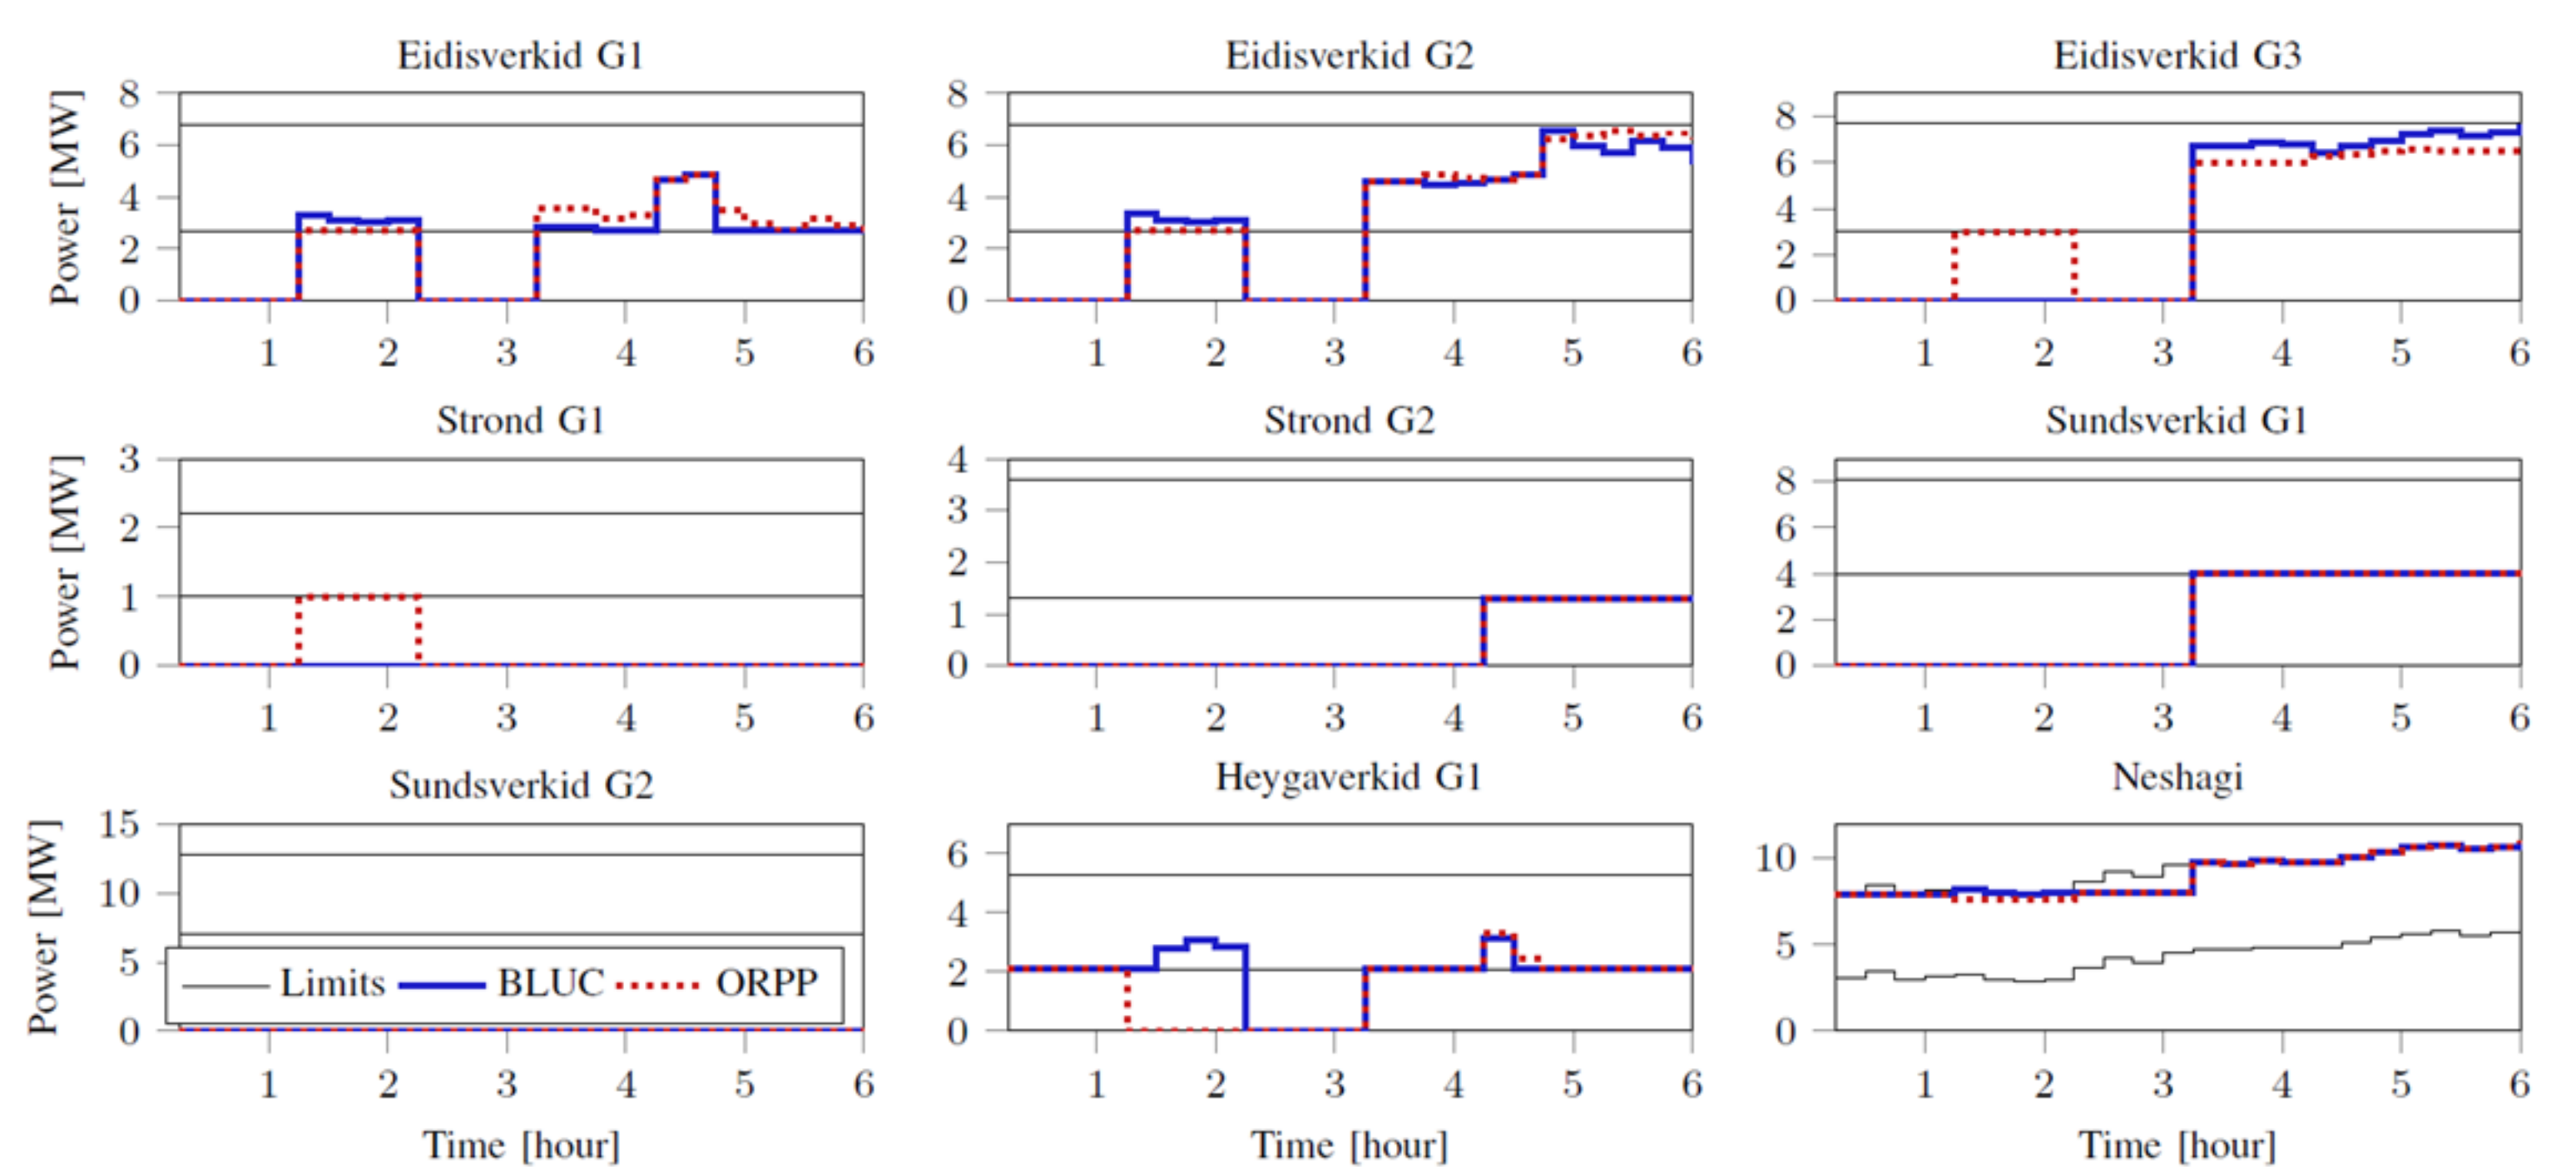 Eidisverkid G1
Power [MW]
8
6
4
2
0
1 2 3 4 5 6
Eidisverkid G2
8
6
4
2
0
1 2 3 4 5 6
Eidisverkid G3
8
6
4
2
0
1 2 3 4 5 6
Strond G1
Power [MW]
3
2
1
0
1 2 3 4 5 6
Strond G2
4
3
2
1
0
1 2 3 4 5 6
Sundsverkid G1
8
6
4
2
0
1 2 3 4 5 6
Sundsverkid G2
Power [MW]
15
10
5
0
Limits BLUC ORPP
1 2 3 4 5 6
Time [hour]
Heygaverkid G1
6
4
2
0
1 2 3 4 5 6
Time [hour]
Neshagi
10
5
0
1 2 3 4 5 6
Time [hour]